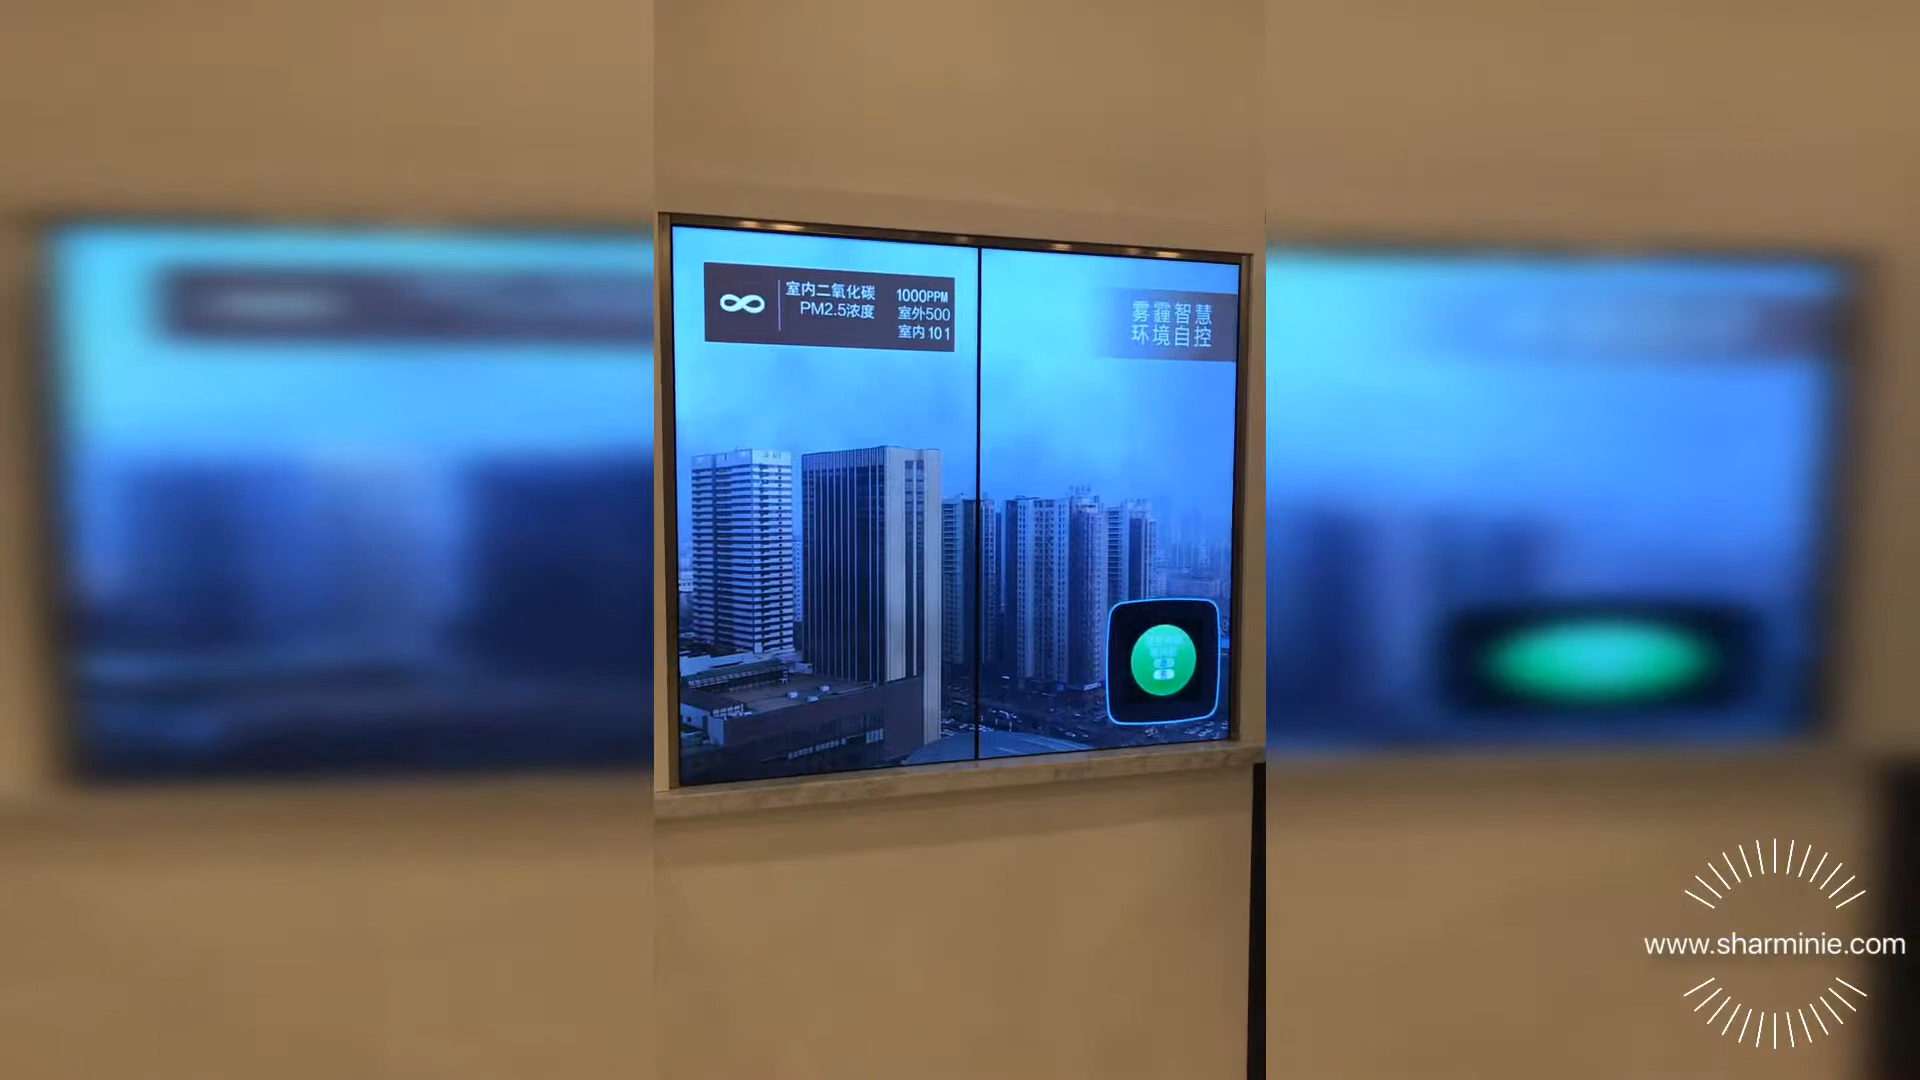 室内二氧化碳 1000PPM
PM2.5浓度 室外500
室内101
雾霾智慧
环境自控
www.sharminie.com